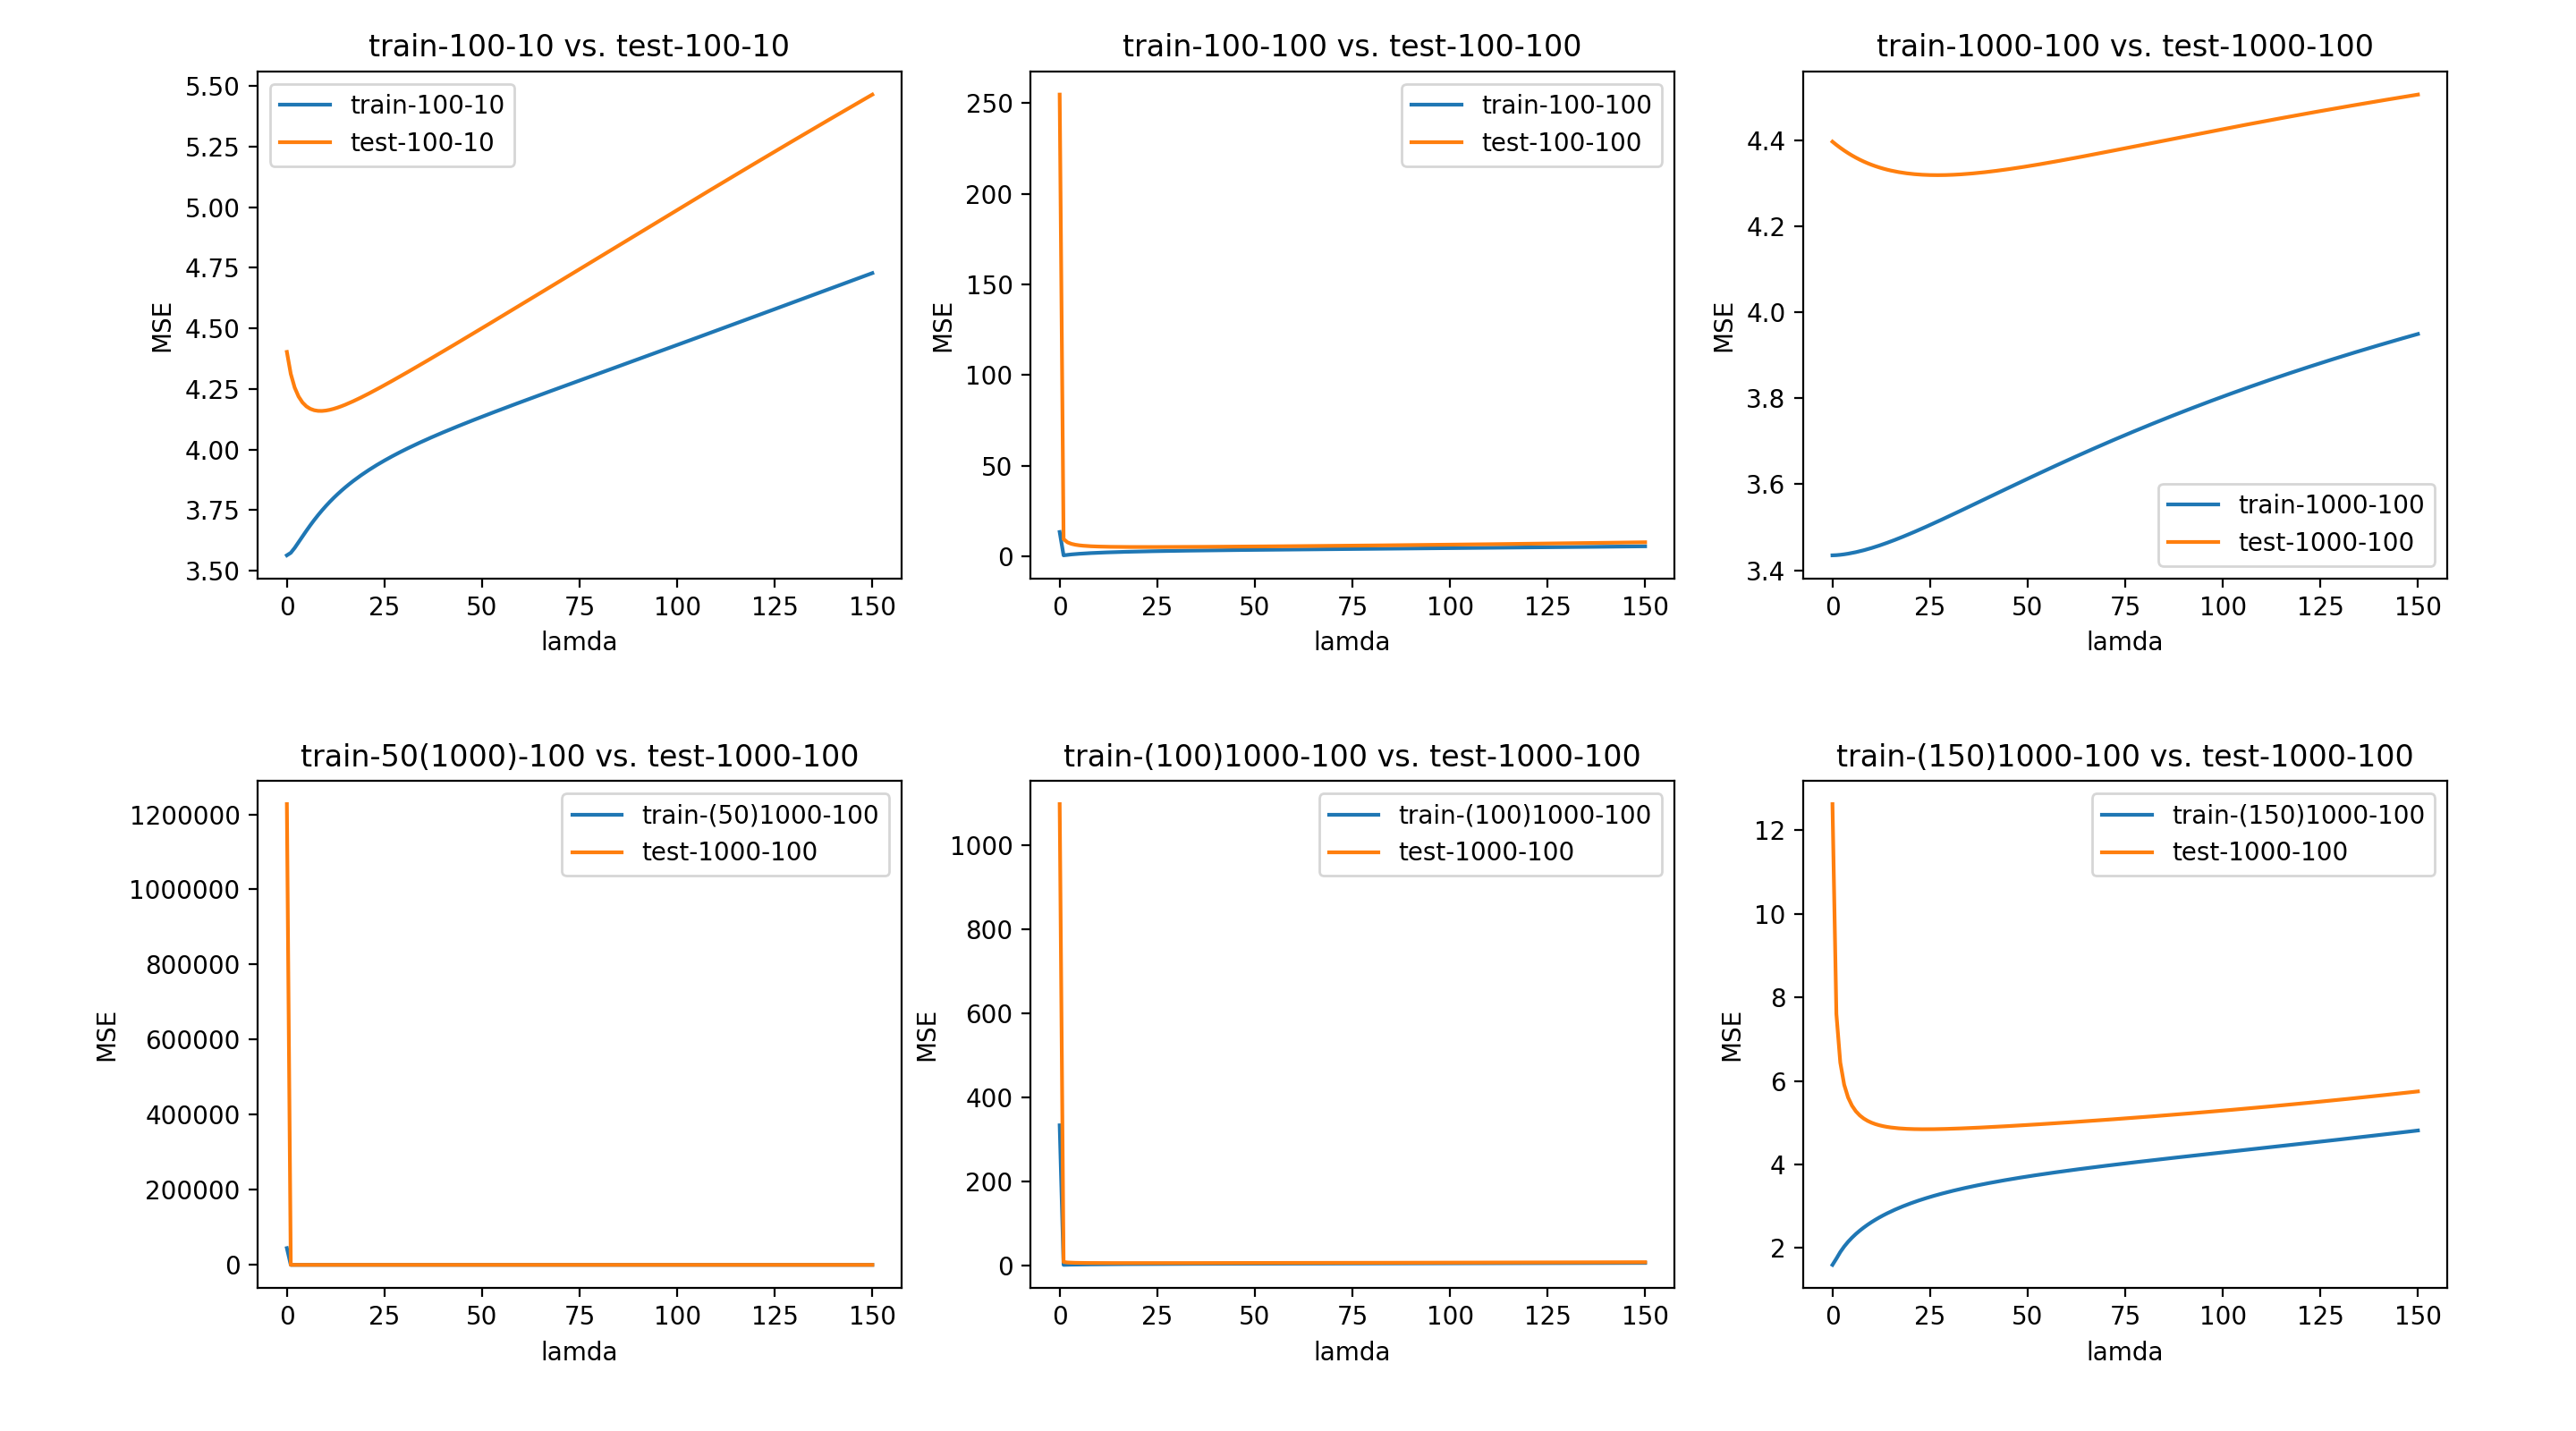 train-100-10 vs. test-100-10
5.50
5.25
5.00
4.75
4.50
4.25
4.00
3.75
3.50
MSE
train-100-10
test-100-10
0 25 50 75 100 125 150
lamda
train-100-100 vs. test-100-100
250
200
150
100
50
0
MSE
train-100-100
test-100-100
0 25 50 75 100 125 150
lamda
train-1000-100 vs. test-1000-100
4.4
4.2
4.0
3.8
3.6
3.4
MSE
train-1000-100
test-1000-100
0 25 50 75 100 125 150
lamda
train-50(1000)-100 vs. test-1000-100
1200000
1000000
800000
600000
400000
200000
0
MSE
train-(50)1000-100
test-1000-100
0 25 50 75 100 125 150
lamda
train-(100)1000-100 vs. test-1000-100
1000
800
600
400
200
0
MSE
train-(100)1000-100
test-1000-100
0 25 50 75 100 125 150
lamda
train-(150)1000-100 vs. test-1000-100
12
10
8
6
4
2
MSE
train-(150)1000-100
test-1000-100
0 25 50 75 100 125 150
lamda